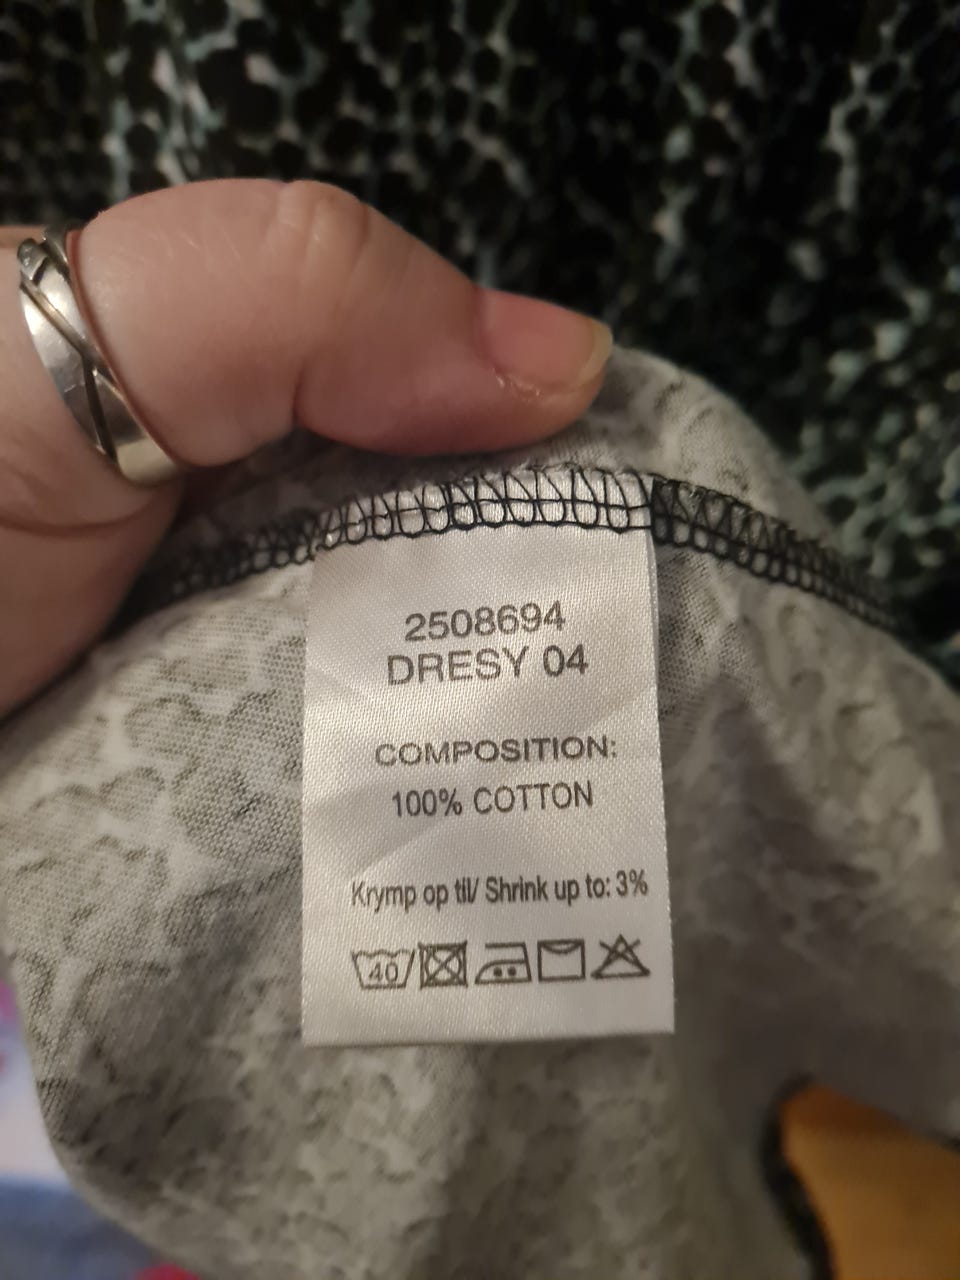 2508694
DRESY 04
COMPOSITION:
100% COTTON
Krymp op til/ Shrink up to: 3%
40